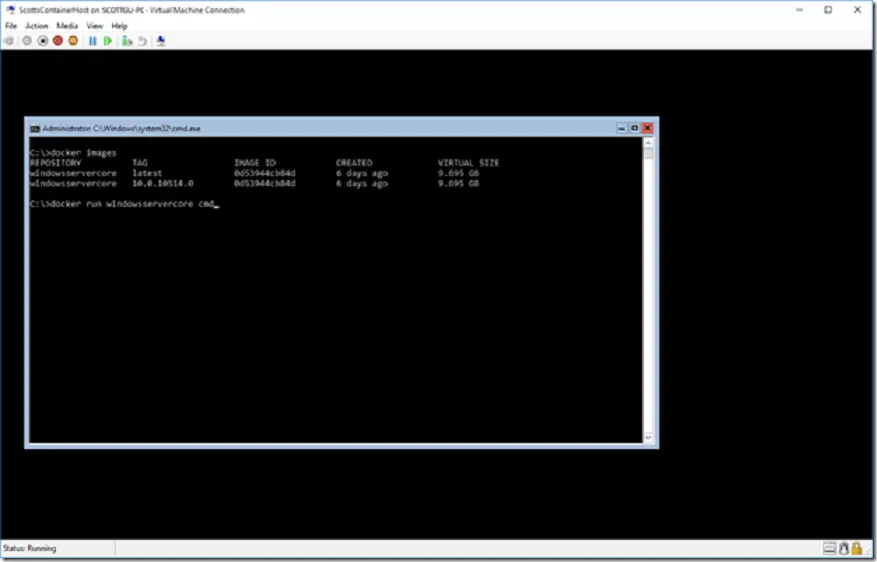 ScottsContainerHost on SCOTTGU-PC - Virtual Machine Connection
File Action Media View Help
Administrator: C:\Windows\system32\cmd.exe
C:\>docker images
REPOSITORY TAG IMAGE ID CREATED VIRTUAL SIZE
windowsservercore latest 0d53944cb84d 6 days ago 9.695 GB
windowsservercore 10.0.10514.0 0d53944cb84d 6 days ago 9.695 GB
C:\>docker run windowsservercore cmd_
Status: Running